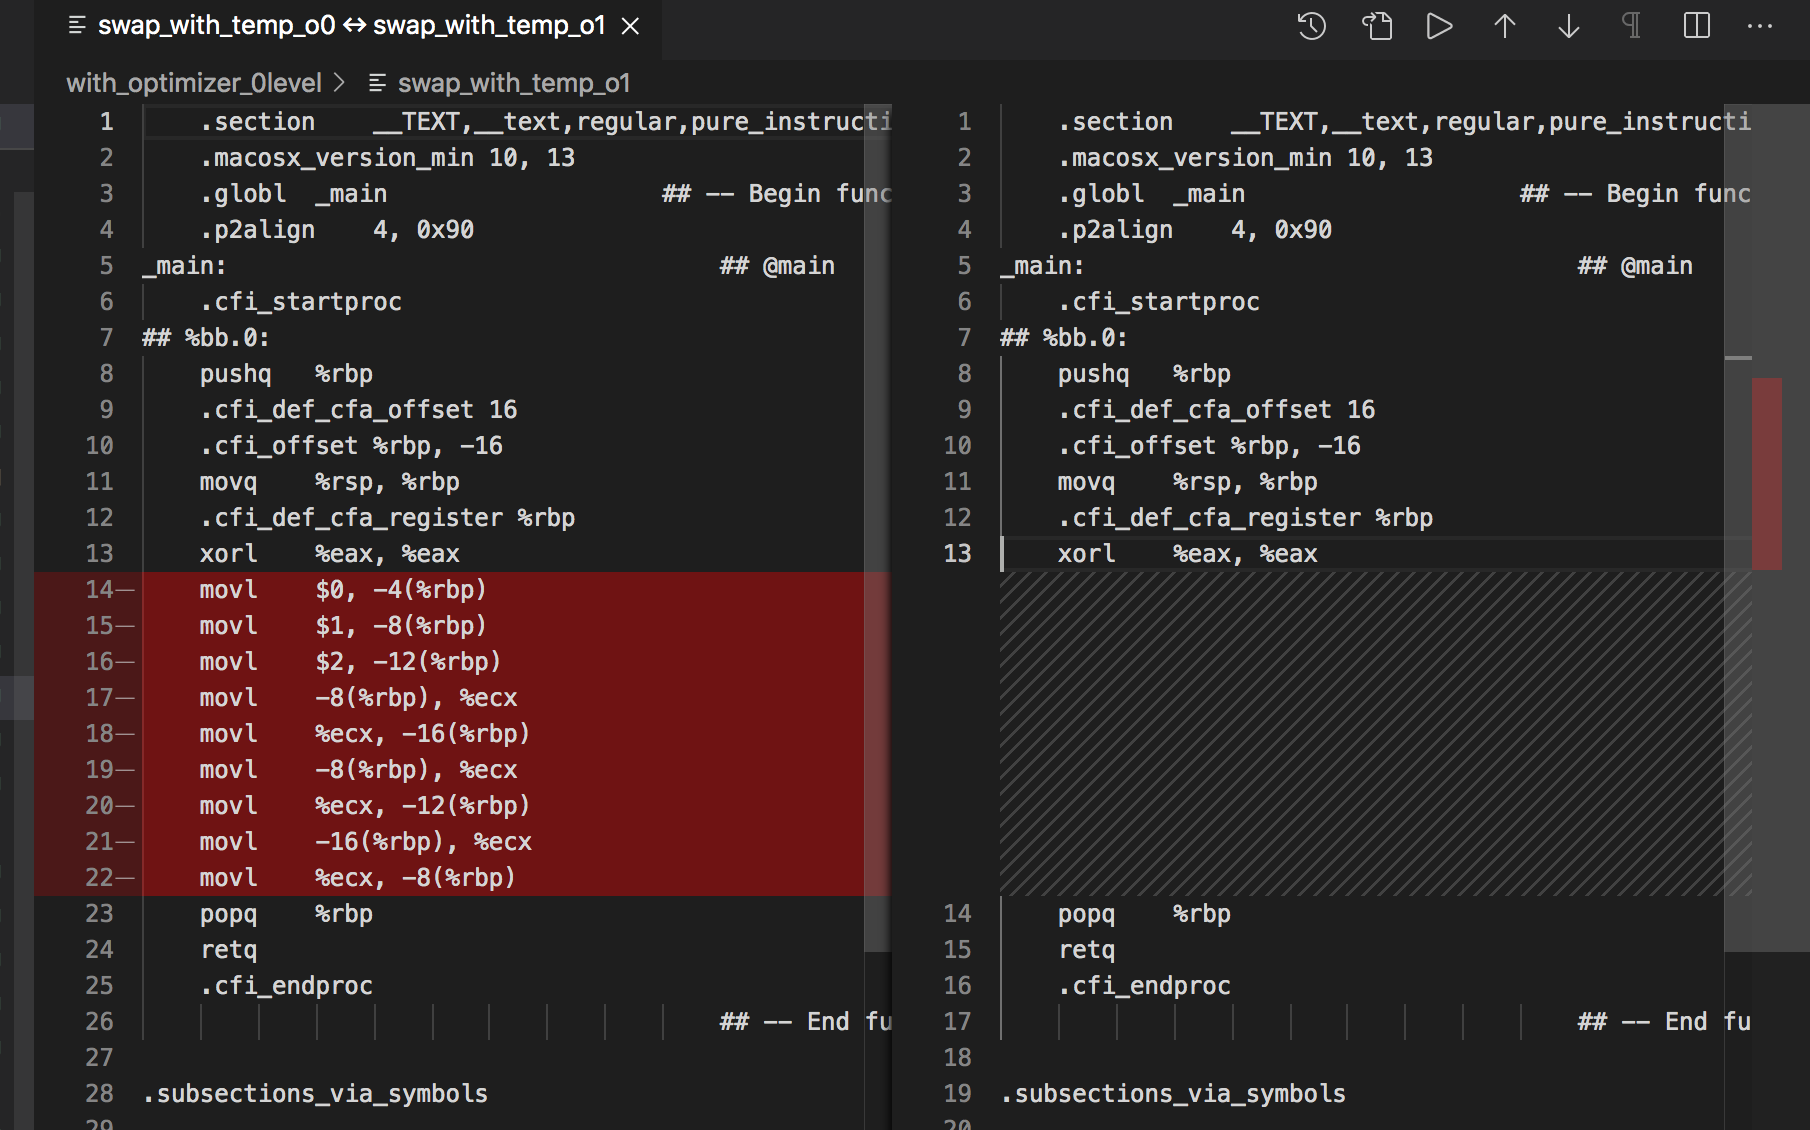 swap_with_temp_o0 ↔ swap_with_temp_o1
with_optimizer_0level > swap_with_temp_o1
1 .section __TEXT,__text,regular,pure_instructi
2 .macosx_version_min 10, 13
3 .globl _main ## -- Begin func
4 .p2align 4, 0x90
5 _main: ## @main
6 .cfi_startproc
7 ## %bb.0:
8 pushq %rbp
9 .cfi_def_cfa_offset 16
10 .cfi_offset %rbp, -16
11 movq %rsp, %rbp
12 .cfi_def_cfa_register %rbp
13 xorl %eax, %eax
14— movl $0, -4(%rbp)
15— movl $1, -8(%rbp)
16— movl $2, -12(%rbp)
17— movl -8(%rbp), %ecx
18— movl %ecx, -16(%rbp)
19— movl -8(%rbp), %ecx
20— movl %ecx, -12(%rbp)
21— movl -16(%rbp), %ecx
22— movl %ecx, -8(%rbp)
23 popq %rbp
24 retq
25 .cfi_endproc
26 ## -- End fu
27
28 .subsections_via_symbols
29
1 .section __TEXT,__text,regular,pure_instructi
2 .macosx_version_min 10, 13
3 .globl _main ## -- Begin func
4 .p2align 4, 0x90
5 _main: ## @main
6 .cfi_startproc
7 ## %bb.0:
8 pushq %rbp
9 .cfi_def_cfa_offset 16
10 .cfi_offset %rbp, -16
11 movq %rsp, %rbp
12 .cfi_def_cfa_register %rbp
13 xorl %eax, %eax
14 popq %rbp
15 retq
16 .cfi_endproc
17 ## -- End fu
18
19 .subsections_via_symbols
20